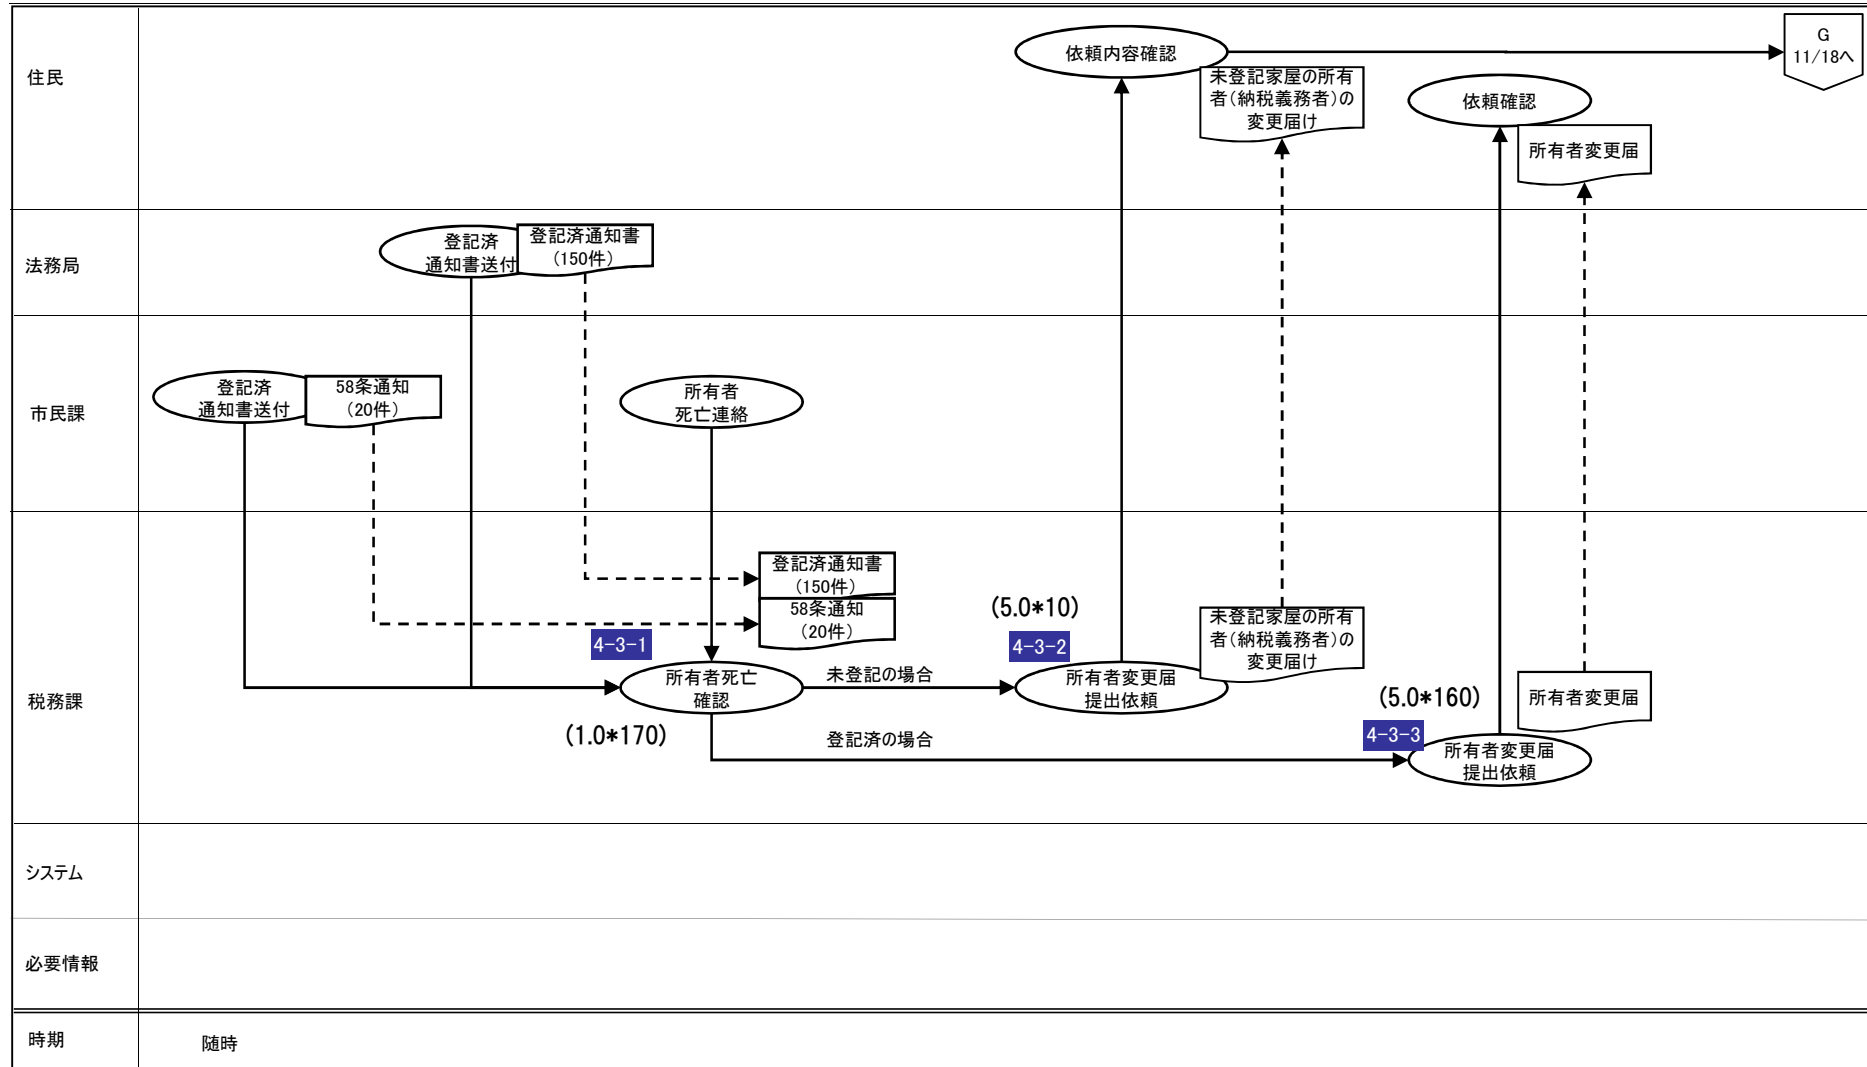 住民
依頼内容確認
未登記家屋の所有
者(納税義務者)の
変更届け
依頼確認
所有者変更届
G
11/18へ
法務局
登記済
通知書送付
登記済通知書
(150件)
市民課
登記済
通知書送付
58条通知
(20件)
所有者
死亡連絡
税務課
登記済通知書
(150件)
58条通知
(20件)
4-3-1
所有者死亡
確認
(1.0*170)
未登記の場合
登記済の場合
(5.0*10)
4-3-2
所有者変更届
提出依頼
未登記家屋の所有
者(納税義務者)の
変更届け
(5.0*160)
4-3-3
所有者変更届
提出依頼
所有者変更届
システム
必要情報
時期
随時